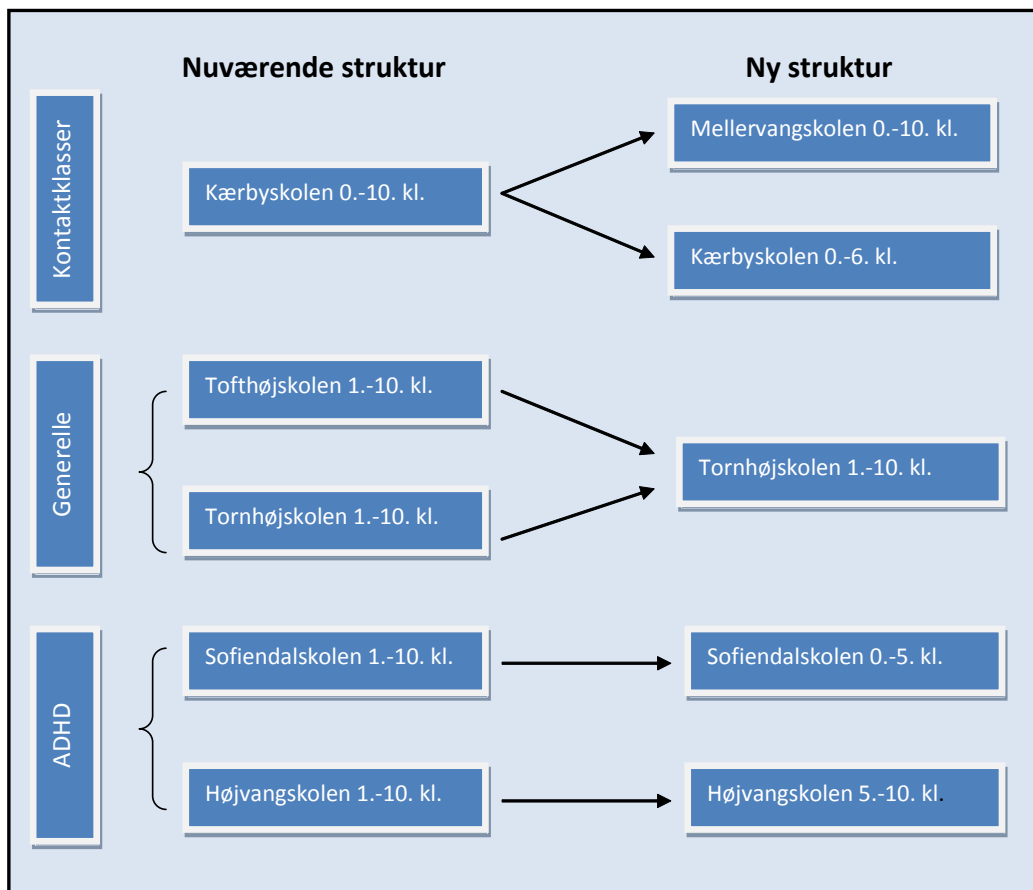 Nuværende struktur
Ny struktur
Kontaktklasser
Kærbyskolen 0.-10. kl.
Mellervangskolen 0.-10. kl.
Kærbyskolen 0.-6. kl.
Generelle
Tofthøjskolen 1.-10. kl.
Tornhøjskolen 1.-10. kl.
Tornhøjskolen 1.-10. kl.
ADHD
Sofiendalskolen 1.-10. kl.
Sofiendalskolen 0.-5. kl.
Højvangskolen 1.-10. kl.
Højvangskolen 5.-10. kl.